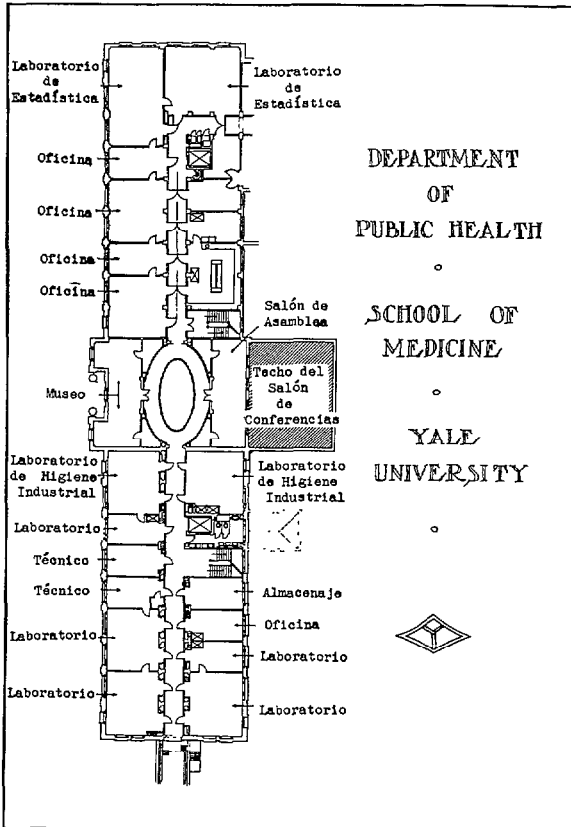 Laboratorio
de
Estadística
Laboratorio
de
Estadística
Oficina
Oficina
Oficina
Oficina
Salón de
Asamblea
Museo
Techo del
Salón
de
Conferencias
Laboratorio
de Higiene
Industrial
Laboratorio
de Higiene
Industrial
Laboratorio
Técnico
Técnico
Almacenaje
Oficina
Laboratorio
Laboratorio
Laboratorio
Laboratorio
DEPARTMENT
OF
PUBLIC HEALTH
SCHOOL OF
MEDICINE
YALE
UNIVERSITY